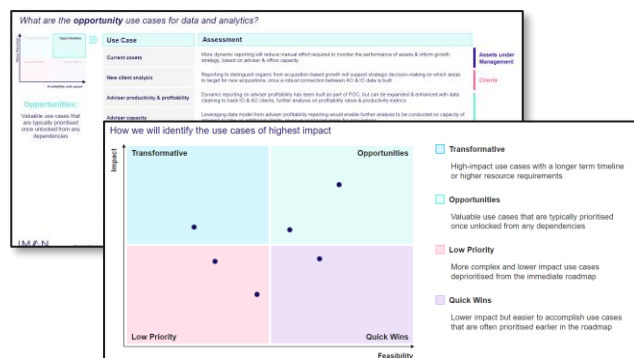 What are the opportunity use cases for data and analytics?
Opportunities
Use Case
Assessment
Current assets
More dynamic reporting will reduce manual effort required to monitor the performance of assets & inform growth
strategy, based on adviser & office capacity
Assets under
Management
New client analysis
Reporting to distinguish organic from acquisition-based growth will support strategic decision-making on which areas
to target for new acquisitions, once a robust connection between AO & IO data is built
Clients
Opportunities:
Valuable use cases that
are typically prioritised
once unlocked from any
dependencies
Adviser productivity & profitability
Dynamic reporting on adviser profitability has been built as part of POC, but can be expanded & enhanced with data
cleaning to track IO & AO clients, further analysis on profitability ratios & productivity metrics
Adviser capacity
Leveraging data model from adviser profitability reporting would enable further analysis to be conducted on capacity of
How we will identify the use cases of highest impact
Impact
Transformative
Opportunities
Low Priority
Quick Wins
Feasibility
Transformative
High-impact use cases with a longer term timeline
or higher resource requirements
Opportunities
Valuable use cases that are typically prioritised
once unlocked from any dependencies
Low Priority
More complex and lower impact use cases
deprioritised from the immediate roadmap
Quick Wins
Lower impact but easier to accomplish use cases
that are often prioritised earlier in the roadmap